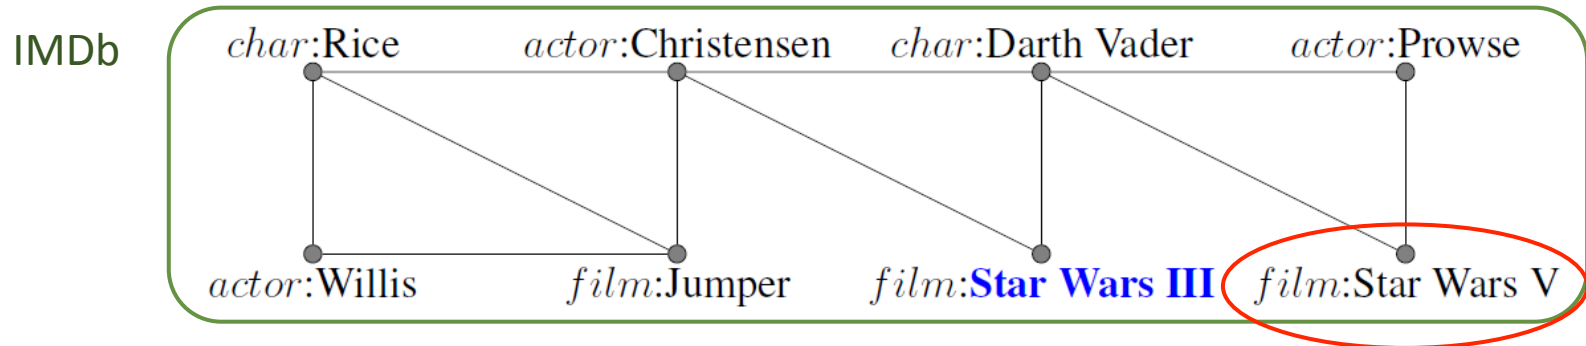 IMDb
char:Rice
actor:Christensen
char:Darth Vader
actor:Prowse
actor:Willis
film:Jumper
film:Star Wars III
film:Star Wars V